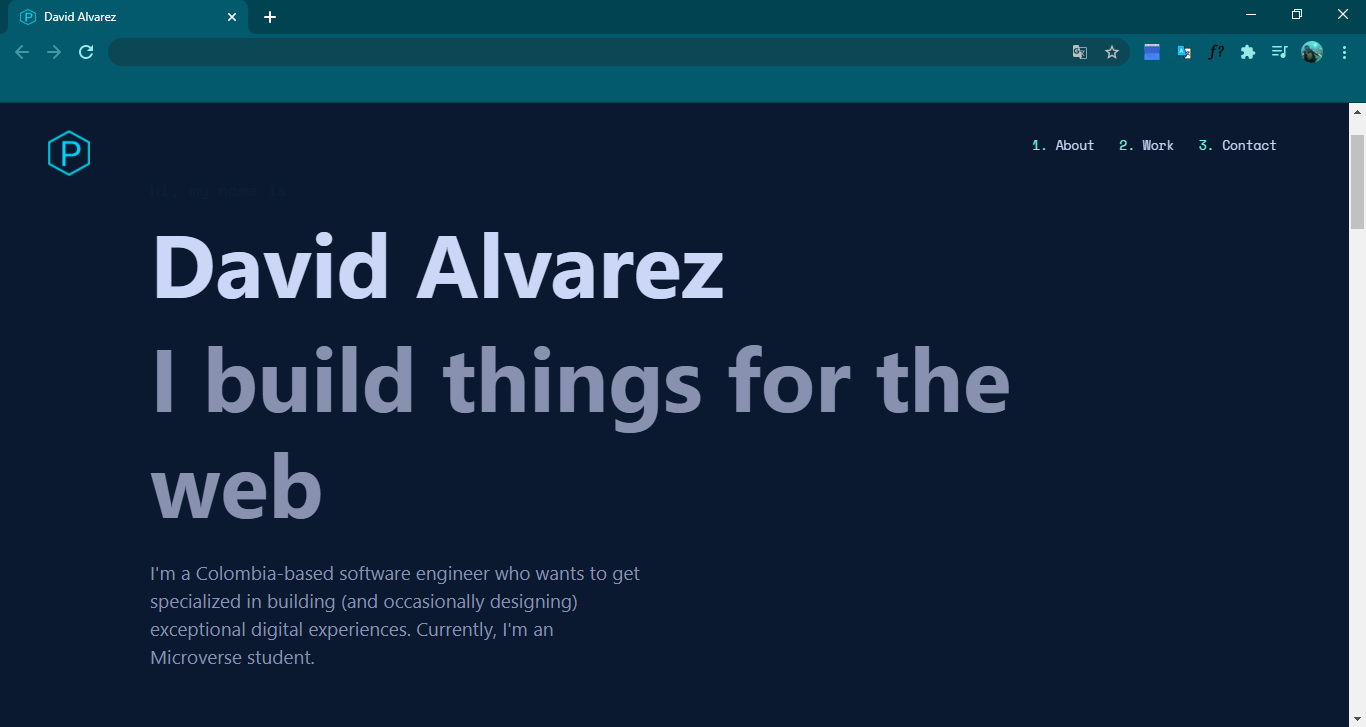 David Alvarez
P
1. About 2. Work 3. Contact
Hi, my name is
David Alvarez
I build things for the
web
I'm a Colombia-based software engineer who wants to get
specialized in building (and occasionally designing)
exceptional digital experiences. Currently, I'm an
Microverse student.